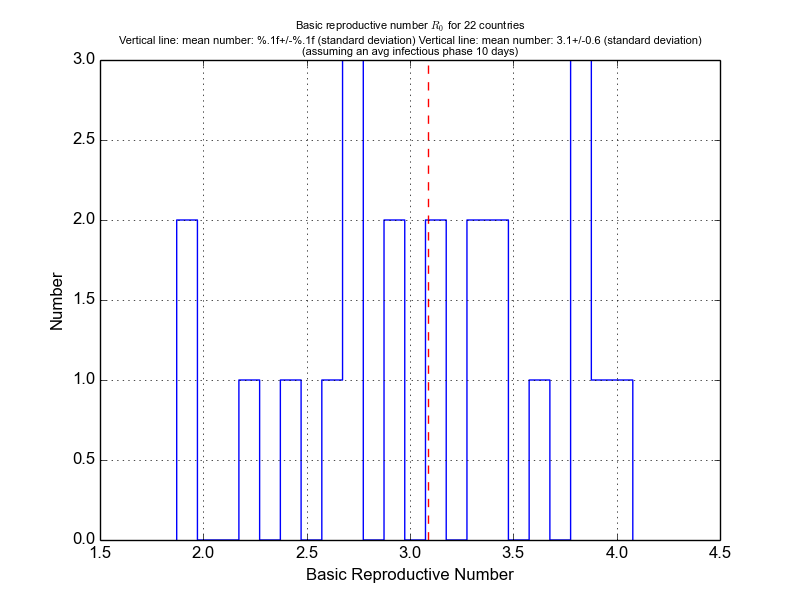 Basic reproductive number R₀ for 22 countries
Vertical line: mean number: %.1f+/-%.1f (standard deviation) Vertical line: mean number: 3.1+/-0.6 (standard deviation)
(assuming an avg infectious phase 10 days)
3.0
2.5
2.0
1.5
1.0
0.5
0.0
Number
1.5 2.0 2.5 3.0 3.5 4.0 4.5
Basic Reproductive Number